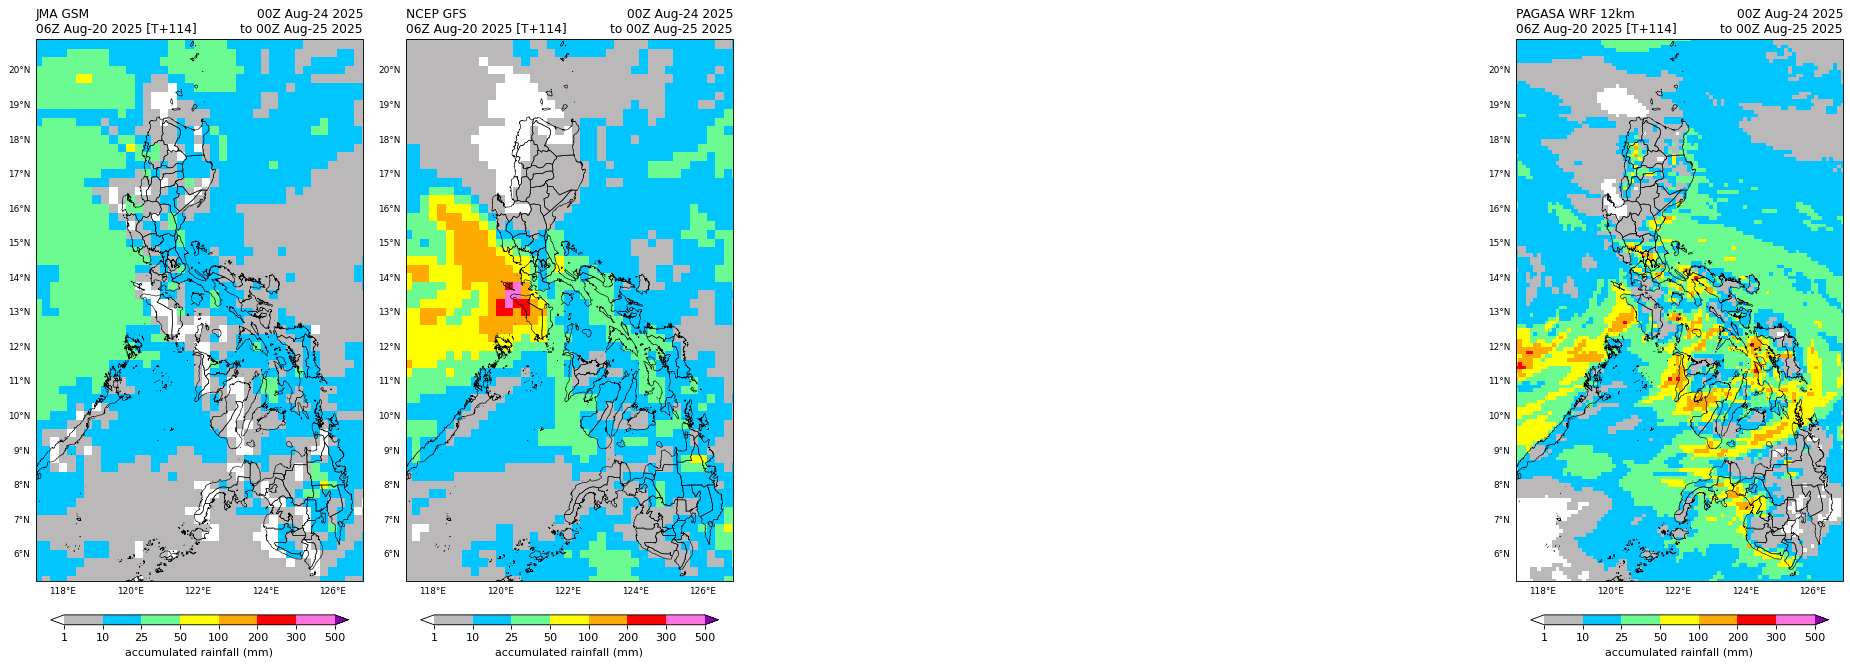 JMA GSM
00Z Aug-24 2025
06Z Aug-20 2025 [T+114]
to 00Z Aug-25 2025
20°N
19°N
18°N
17°N
16°N
15°N
14°N
13°N
12°N
11°N
10°N
9°N
8°N
7°N
6°N
118°E 120°E 122°E 124°E 126°E
1 10 25 50 100 200 300 500
accumulated rainfall (mm)
NCEP GFS
00Z Aug-24 2025
06Z Aug-20 2025 [T+114]
to 00Z Aug-25 2025
20°N
19°N
18°N
17°N
16°N
15°N
14°N
13°N
12°N
11°N
10°N
9°N
8°N
7°N
6°N
118°E 120°E 122°E 124°E 126°E
1 10 25 50 100 200 300 500
accumulated rainfall (mm)
PAGASA WRF 12km
00Z Aug-24 2025
06Z Aug-20 2025 [T+114]
to 00Z Aug-25 2025
20°N
19°N
18°N
17°N
16°N
15°N
14°N
13°N
12°N
11°N
10°N
9°N
8°N
7°N
6°N
118°E 120°E 122°E 124°E 126°E
1 10 25 50 100 200 300 500
accumulated rainfall (mm)